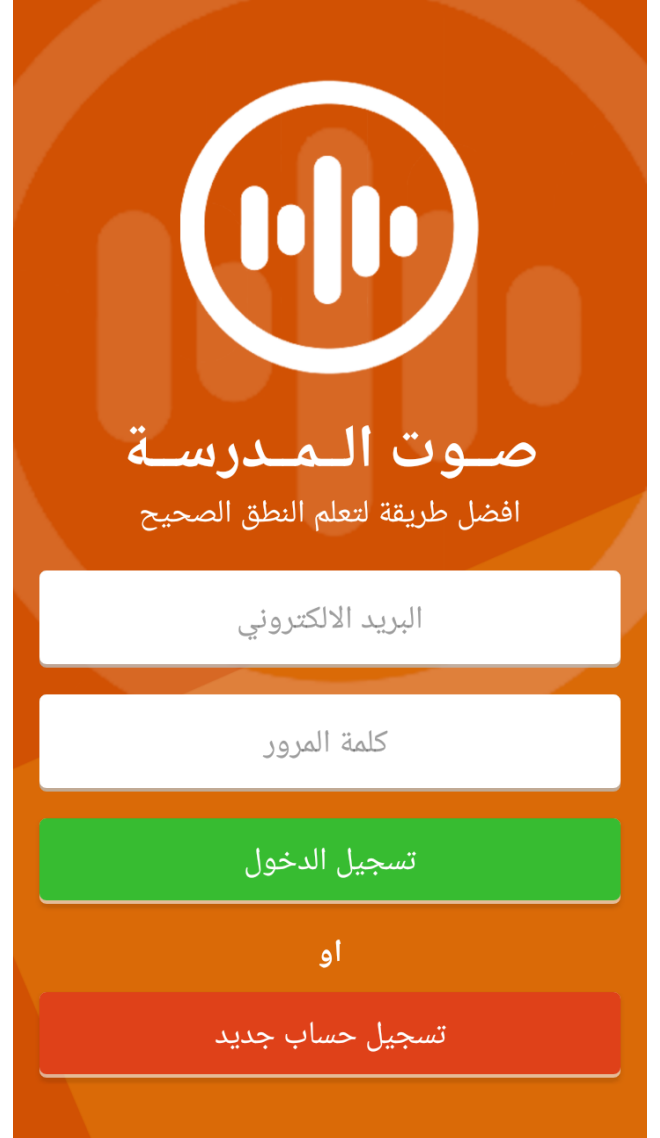 صـوت الـمـدرسـة
افضل طريقة لتعلم النطق الصحيح
البريد الالكتروني
كلمة المرور
تسجيل الدخول
او
تسجيل حساب جديد